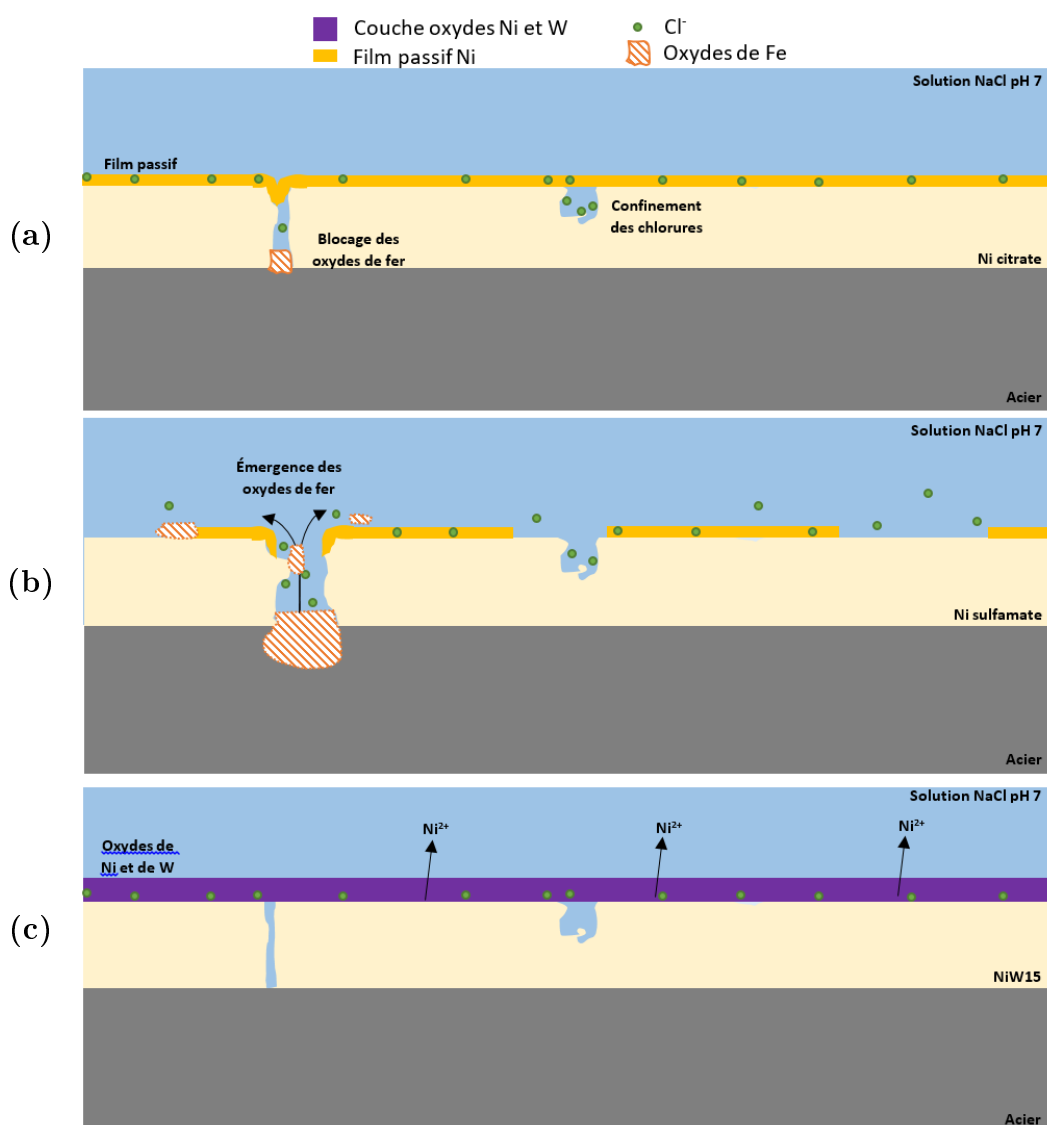 Couche oxydes Ni et W
Cl⁻
Film passif Ni
Oxydes de Fe
(a)
Solution NaCl pH 7
Film passif
Confinement
des chlorures
Blocage des
oxydes de fer
Ni citrate
Acier
(b)
Solution NaCl pH 7
Émergence des
oxydes de fer
Ni sulfamate
Acier
(c)
Solution NaCl pH 7
Ni²⁺
Ni²⁺
Ni²⁺
Oxydes de
Ni et de W
NiW15
Acier